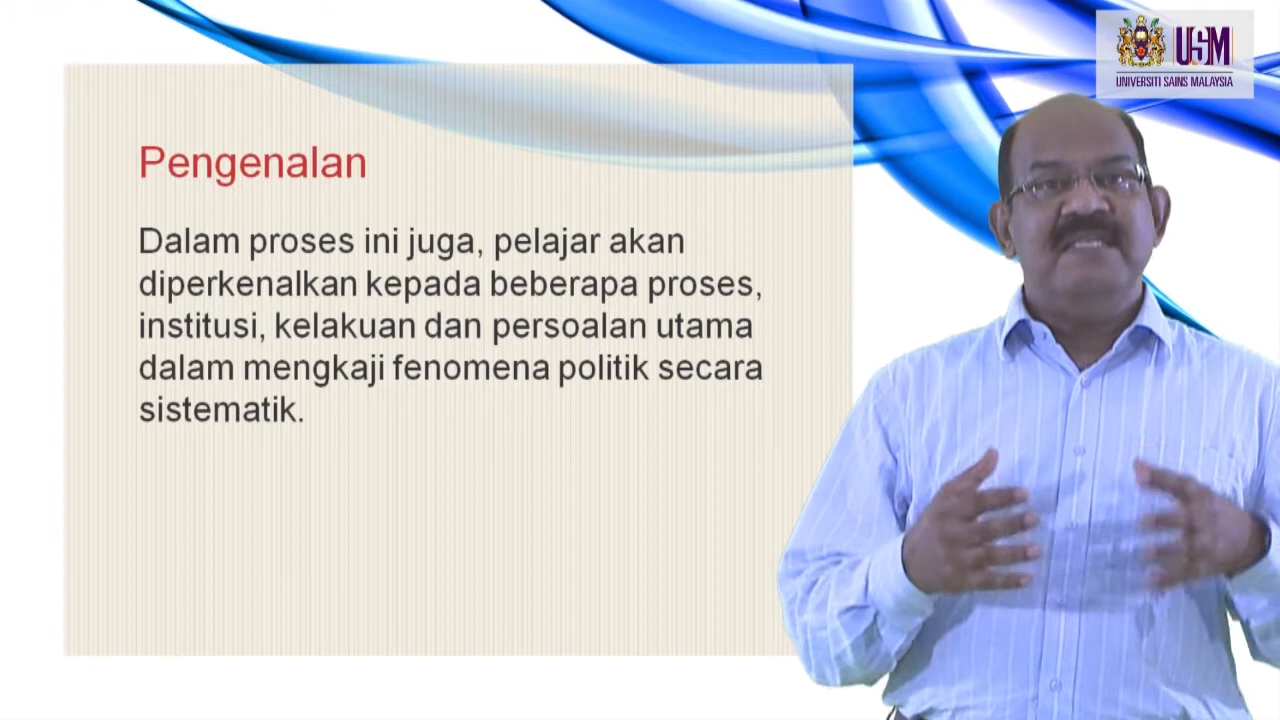 USM
UNIVERSITI SAINS MALAYSIA
Pengenalan
Dalam proses ini juga, pelajar akan
diperkenalkan kepada beberapa proses,
institusi, kelakuan dan persoalan utama
dalam mengkaji fenomena politik secara
sistematik.